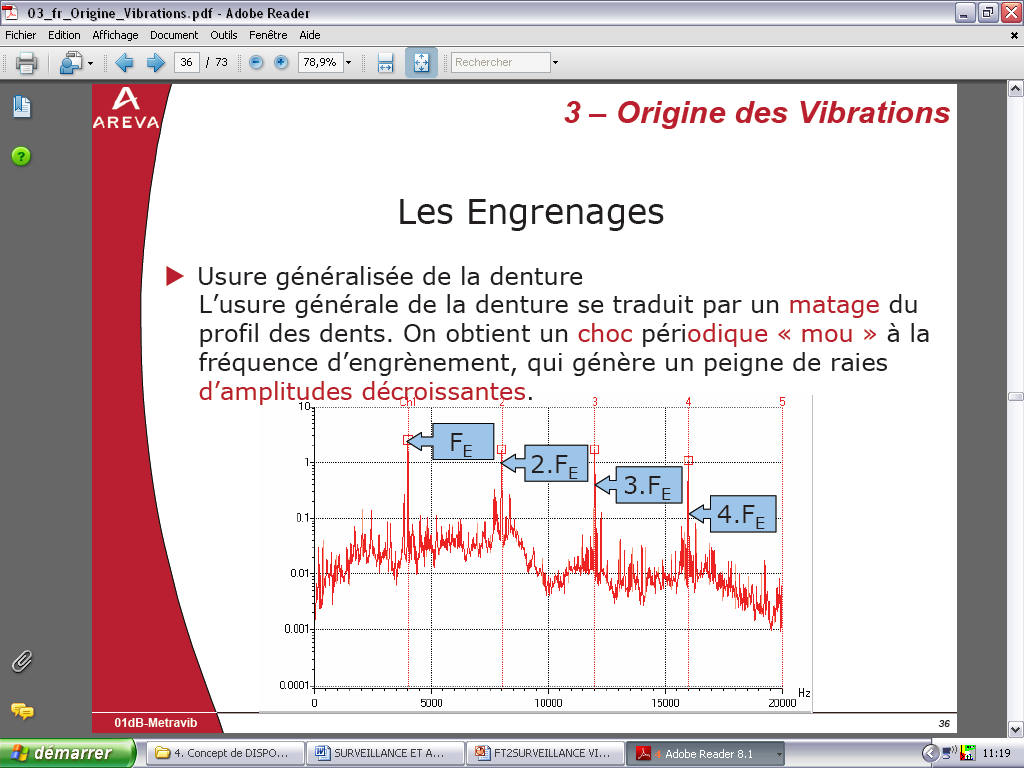 03_fr_Origine_Vibrations.pdf - Adobe Reader
Fichier Edition Affichage Document Outils Fenêtre Aide
36 / 73 78,9% Rechercher
AREVA
3 – Origine des Vibrations
Les Engrenages
Usure généralisée de la denture
L'usure générale de la denture se traduit par un matage du
profil des dents. On obtient un choc périodique « mou » à la
fréquence d'engrènement, qui génère un peigne de raies
d'amplitudes décroissantes.
Ch1 2 3 4 5
10
1
0.1
0.01
0.001
0.0001
FE
2.FE
3.FE
4.FE
0 5000 10000 15000 20000
Hz
01dB-Metravib
36
démarrer
4. Concept de DISPO...
SURVEILLANCE ET A...
FT2SURVEILLANCE VI...
Adobe Reader 8.1
11:19